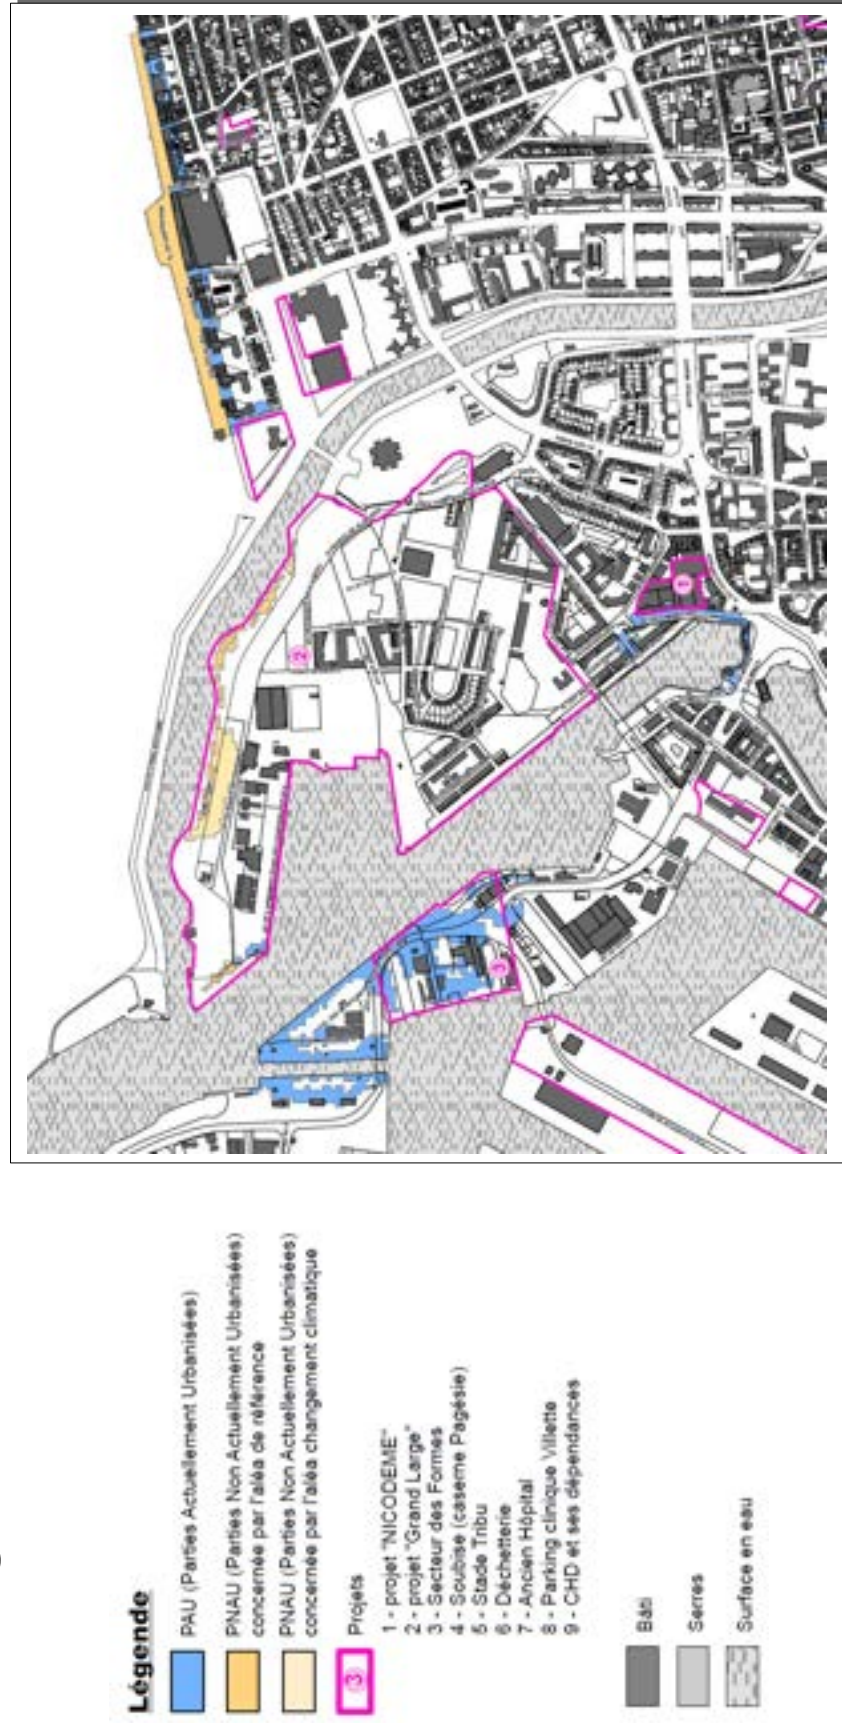 Légende
PAU (Parties Actuellement Urbanisées)
PNAU (Parties Non Actuellement Urbanisées)
concernée par l'aléa de référence
PNAU (Parties Non Actuellement Urbanisées)
concernée par l'aléa changement climatique
③ Projets
1 - projet "NICODEME"
2 - projet "Grand Large"
3 - Secteur des Formes
4 - Soubise (caserne Pagésie)
5 - Stade Tribu
6 - Déchetterie
7 - Ancien Hôpital
8 - Parking clinique Villette
9 - CHD et ses dépendances
Bâti
Serres
Surface en eau
②
③